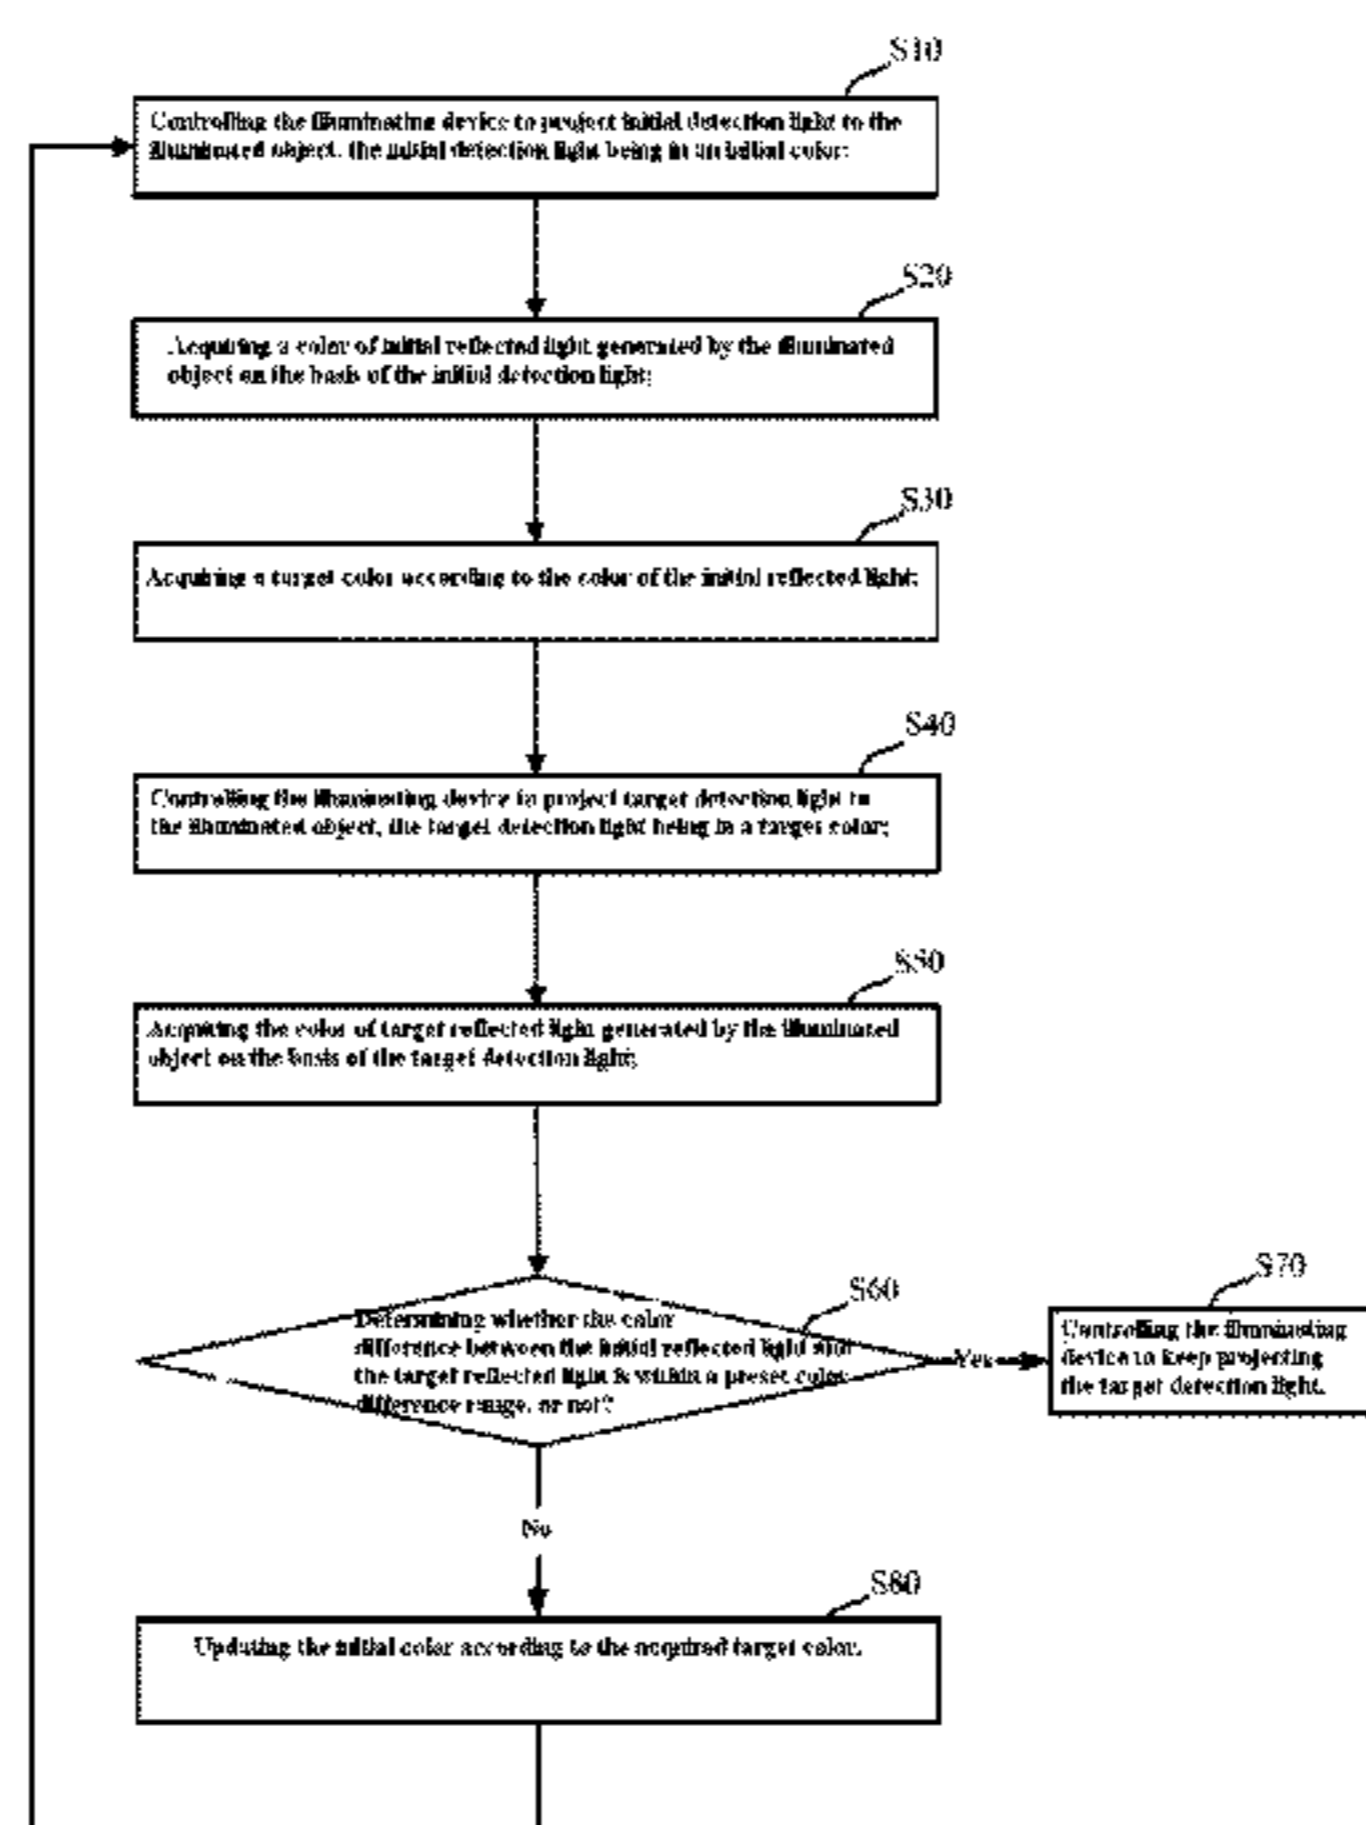 S10
Controlling the illuminating device to project initial detection light to the
illuminated object, the initial detection light being in an initial color;
S20
Acquiring a color of initial reflected light generated by the illuminated
object on the basis of the initial detection light;
S30
Acquiring a target color according to the color of the initial reflected light;
S40
Controlling the illuminating device to project target detection light to
the illuminated object, the target detection light being in a target color;
S50
Acquiring the color of target reflected light generated by the illuminated
object on the basis of the target detection light;
S60
Determining whether the color
difference between the initial reflected light and
the target reflected light is within a preset color
difference range, or not?
Yes
S70
Controlling the illuminating
device to keep projecting
the target detection light.
No
S80
Updating the initial color according to the acquired target color.